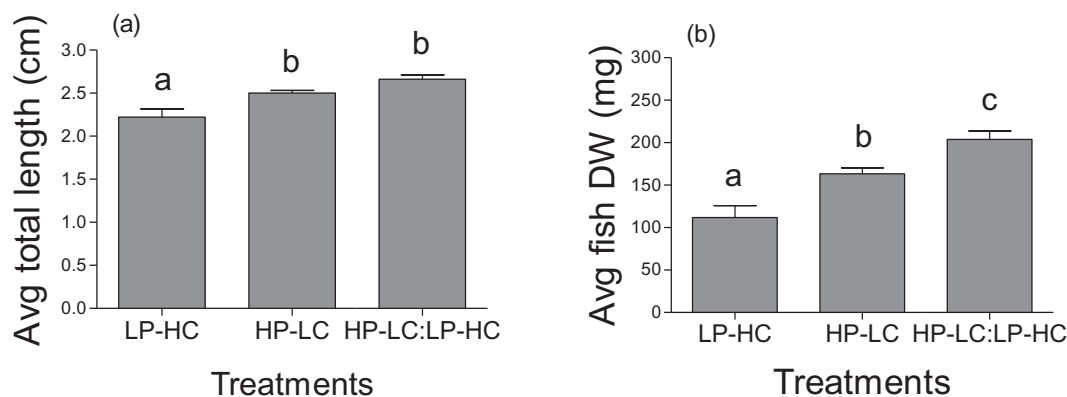 (a)
Avg total length (cm)
3.0
2.5
2.0
1.5
1.0
0.5
0.0
a
b
b
LP-HC
HP-LC
HP-LC:LP-HC
Treatments
(b)
Avg fish DW (mg)
300
250
200
150
100
50
0
a
b
c
LP-HC
HP-LC
HP-LC:LP-HC
Treatments